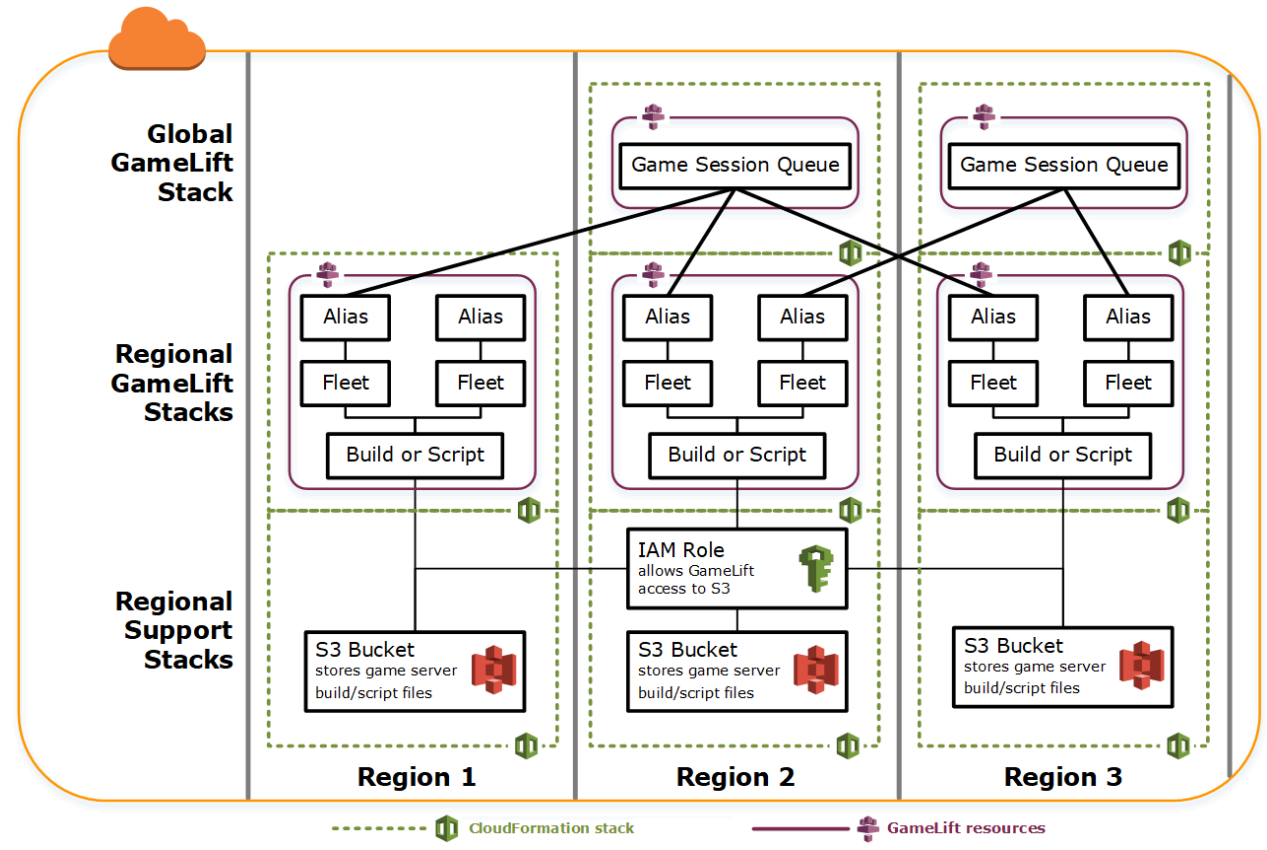 Global
GameLift
Stack
Game Session Queue
Game Session Queue
Regional
GameLift
Stacks
Alias
Alias
Alias
Alias
Alias
Alias
Fleet
Fleet
Fleet
Fleet
Fleet
Fleet
Build or Script
Build or Script
Build or Script
Regional
Support
Stacks
IAM Role
allows GameLift
access to S3
S3 Bucket
stores game server
build/script files
S3 Bucket
stores game server
build/script files
S3 Bucket
stores game server
build/script files
Region 1
Region 2
Region 3
CloudFormation stack
GameLift resources